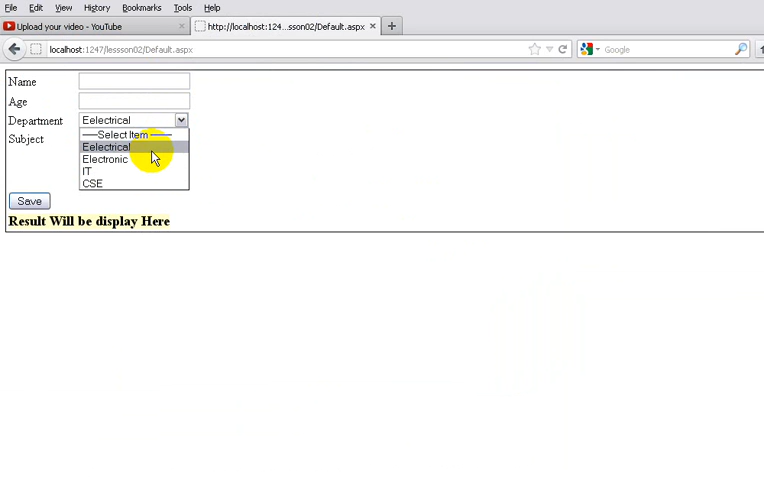 File Edit View History Bookmarks Tools Help
Upload your video - YouTube × http://localhost:124...sson02/Default.aspx × +
localhost:1247/lessson02/Default.aspx Google
Name
Age
Department Eelectrical
-----Select Item-----
Subject
Eelectrical
Electronic
IT
CSE
Save
Result Will be display Here